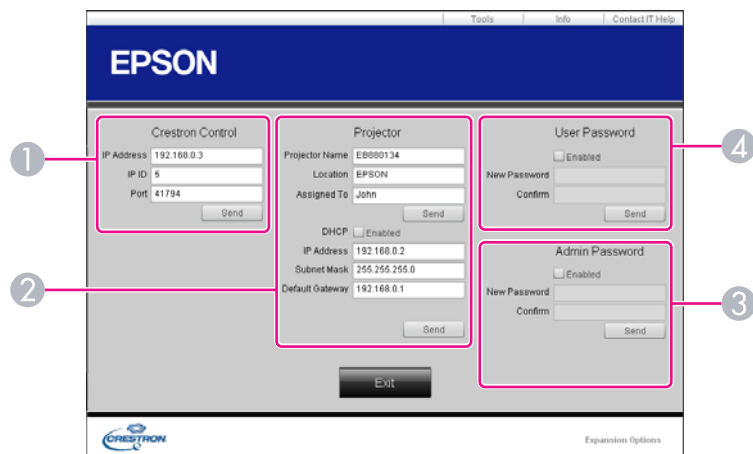 Tools Info Contact IT Help
EPSON
Crestron Control
IP Address 192.168.0.3
IP ID 5
Port 41794
Send
Projector
Projector Name EB880134
Location EPSON
Assigned To John
Send
DHCP Enabled
IP Address 192.168.0.2
Subnet Mask 255.255.255.0
Default Gateway 192.168.0.1
Send
User Password
Enabled
New Password
Confirm
Send
Admin Password
Enabled
New Password
Confirm
Send
1
2
4
3
Exit
CRESTRON
Expansion Options